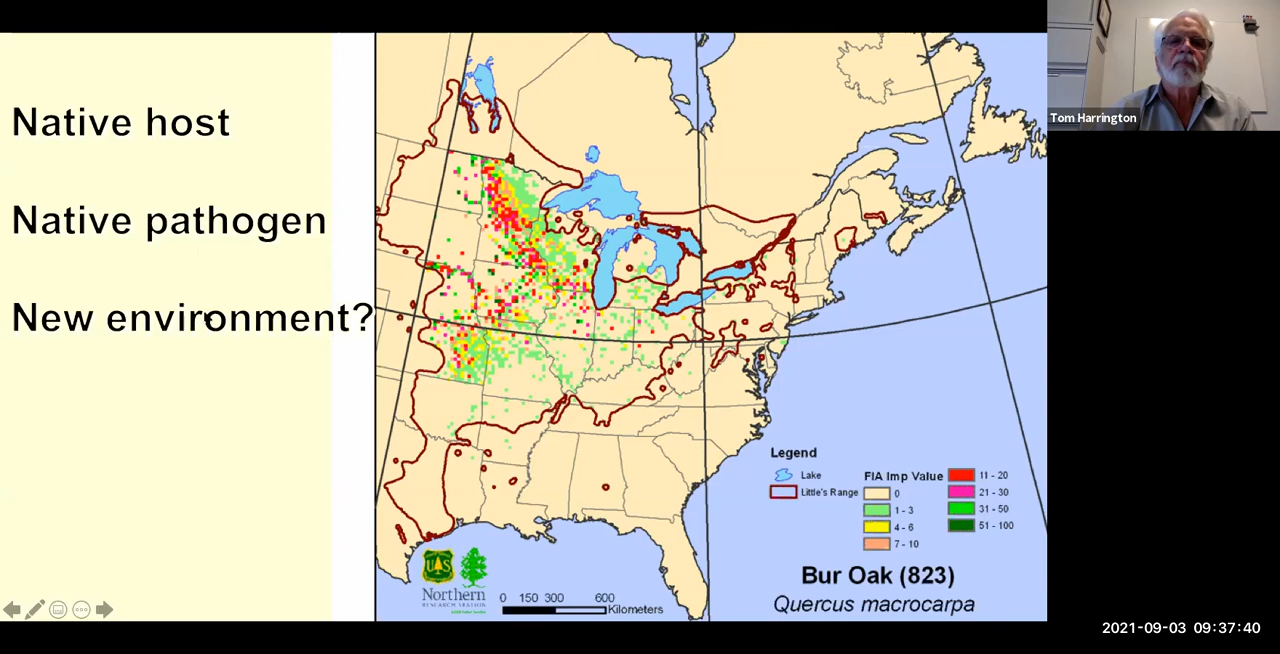 Native host
Native pathogen
New environment?
Tom Harrington
Legend
Lake
Little's Range
FIA Imp Value
0
1 - 3
4 - 6
7 - 10
11 - 20
21 - 30
31 - 50
51 - 100
Bur Oak (823)
Quercus macrocarpa
UAS
Northern
RESEARCH STATION
0 150 300 600
Kilometers
2021-09-03 09:37:40